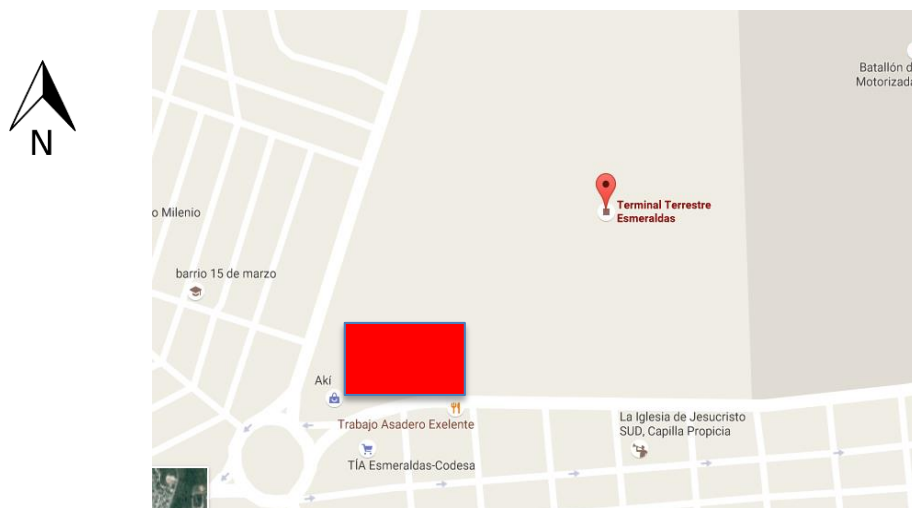 N
Batallón d
Motorizada
Terminal Terrestre
Esmeraldas
o Milenio
barrio 15 de marzo
Akí
Trabajo Asadero Exelente
La Iglesia de Jesucristo
SUD, Capilla Propicia
TÍA Esmeraldas-Codesa